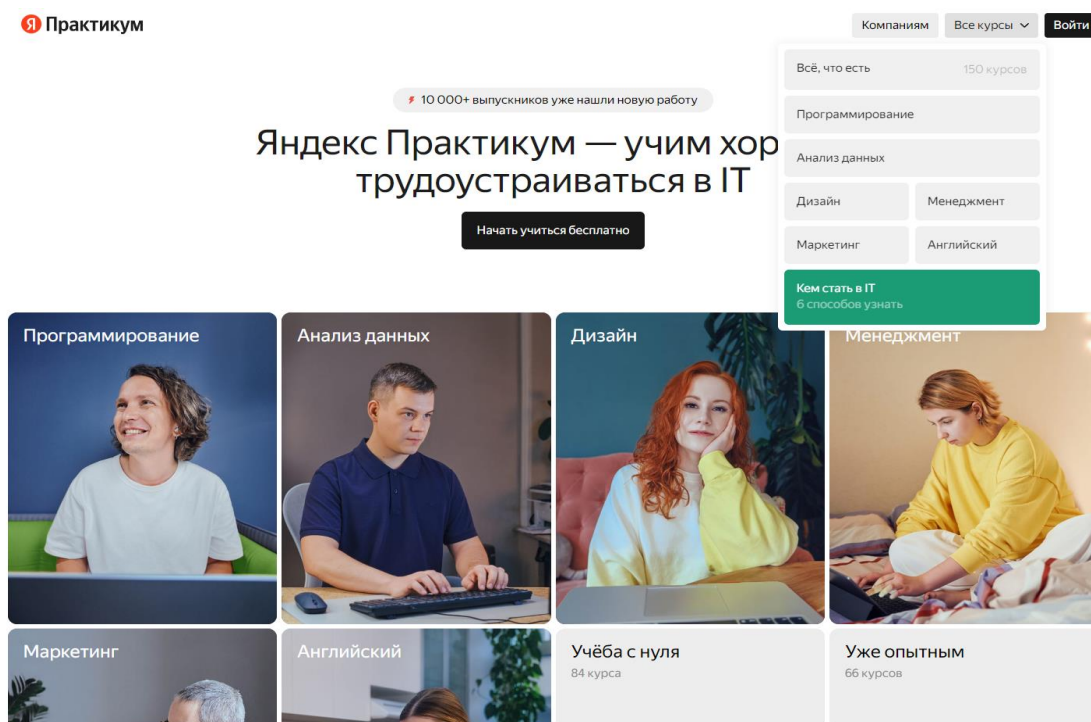 Я Практикум
Компаниям
Все курсы
Войти
Всё, что есть
150 курсов
Программирование
Анализ данных
Дизайн
Менеджмент
Маркетинг
Английский
Кем стать в IT
6 способов узнать
10 000+ выпускников уже нашли новую работу
Яндекс Практикум — учим хор
трудоустраиваться в IT
Начать учиться бесплатно
Программирование
Анализ данных
Дизайн
Менеджмент
Маркетинг
Английский
Учёба с нуля
84 курса
Уже опытным
66 курсов